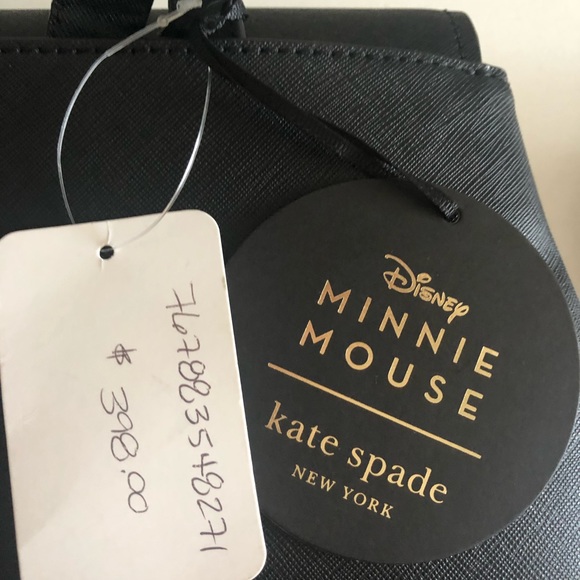 767883548271
$ 398.00
Disney
MINNIE
MOUSE
kate spade
NEW YORK